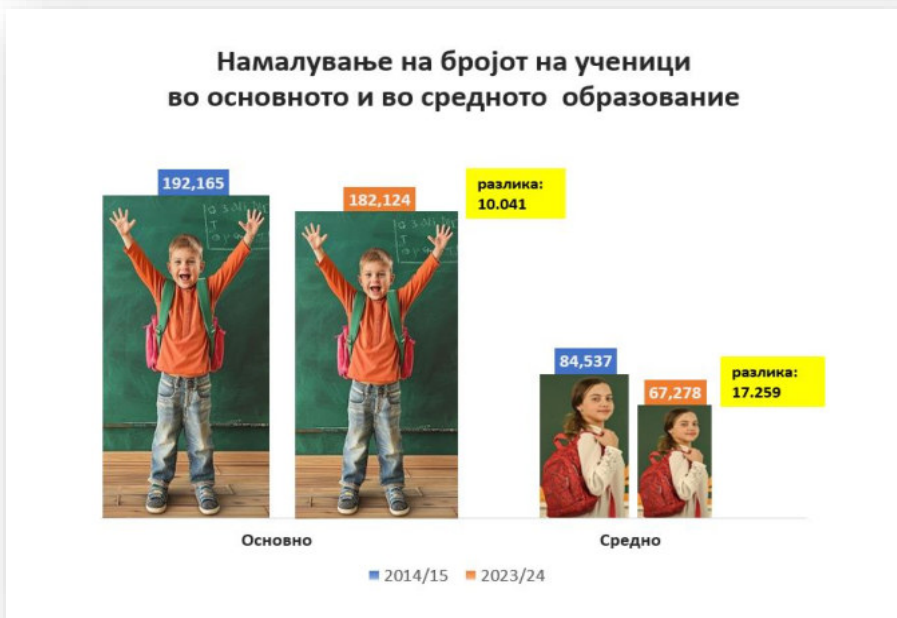 Намалување на бројот на ученици
во основното и во средното образование
192,165
182,124
разлика:
10.041
84,537
67,278
разлика:
17.259
Основно
Средно
2014/15
2023/24